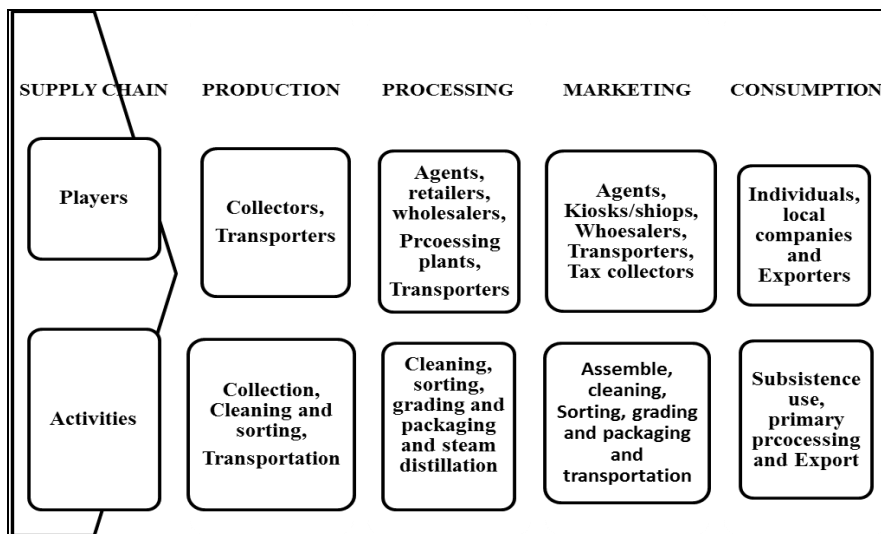 SUPPLY CHAIN PRODUCTION PROCESSING MARKETING CONSUMPTION
Players
Collectors,
Transporters
Agents,
retailers,
wholesalers,
Prcoessing
plants,
Transporters
Agents,
Kiosks/shiops,
Whoesalers,
Transporters,
Tax collectors
Individuals,
local
companies
and
Exporters
Activities
Collection,
Cleaning and
sorting,
Transportation
Cleaning,
sorting,
grading and
packaging
and steam
distillation
Assemble,
cleaning,
Sorting, grading
and packaging
and
transportation
Subsistence
use,
primary
prcocessing
and Export